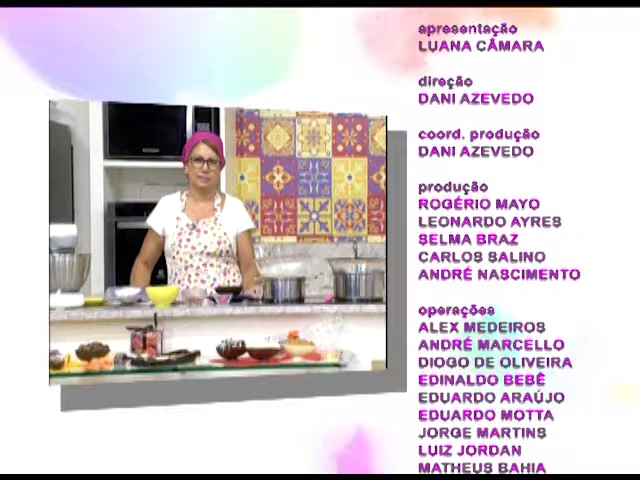 apresentação
LUANA CÂMARA
direção
DANI AZEVEDO
coord. produção
DANI AZEVEDO
produção
ROGÉRIO MAYO
LEONARDO AYRES
SELMA BRAZ
CARLOS SALINO
ANDRÉ NASCIMENTO
operações
ALEX MEDEIROS
ANDRÉ MARCELLO
DIOGO DE OLIVEIRA
EDINALDO BEBÊ
EDUARDO ARAÚJO
EDUARDO MOTTA
JORGE MARTINS
LUIZ JORDAN
MATHEUS BAHIA